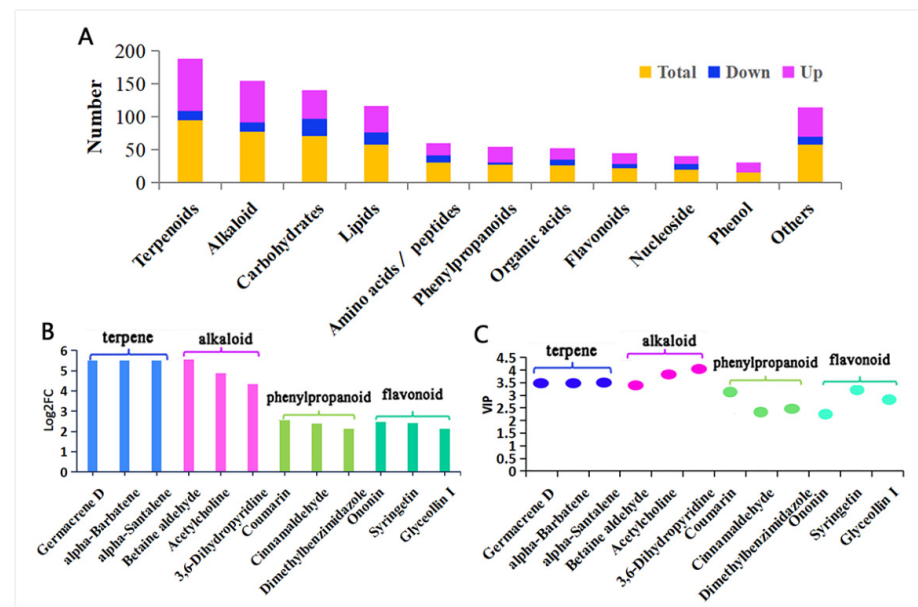 A
Number
200
150
100
50
0
Total Down Up
Terpenoids
Alkaloid
Carbohydrates
Lipids
Amino acids / peptides
Phenylpropanoids
Organic acids
Flavonoids
Nucleoside
Phenol
Others
B
terpene
alkaloid
phenylpropanoid
flavonoid
Log2FC
6
5
4
3
2
1
0
Germacrene D
alpha-Barbatene
alpha-Santalene
Betaine aldehyde
Acetylcholine
3,6-Dihydropyridine
Coumarin
Cinnamaldehyde
Dimethylbenzimidazole
Ononin
Syringetin
Glyceollin I
C
terpene
alkaloid
phenylpropanoid
flavonoid
VIP
4.5
4
3.5
3
2.5
2
1.5
1
0.5
0
Germacrene D
alpha-Barbatene
alpha-Santalene
Betaine aldehyde
Acetylcholine
3,6-Dihydropyridine
Coumarin
Cinnamaldehyde
Dimethylbenzimidazole
Ononin
Syringetin
Glyceollin I